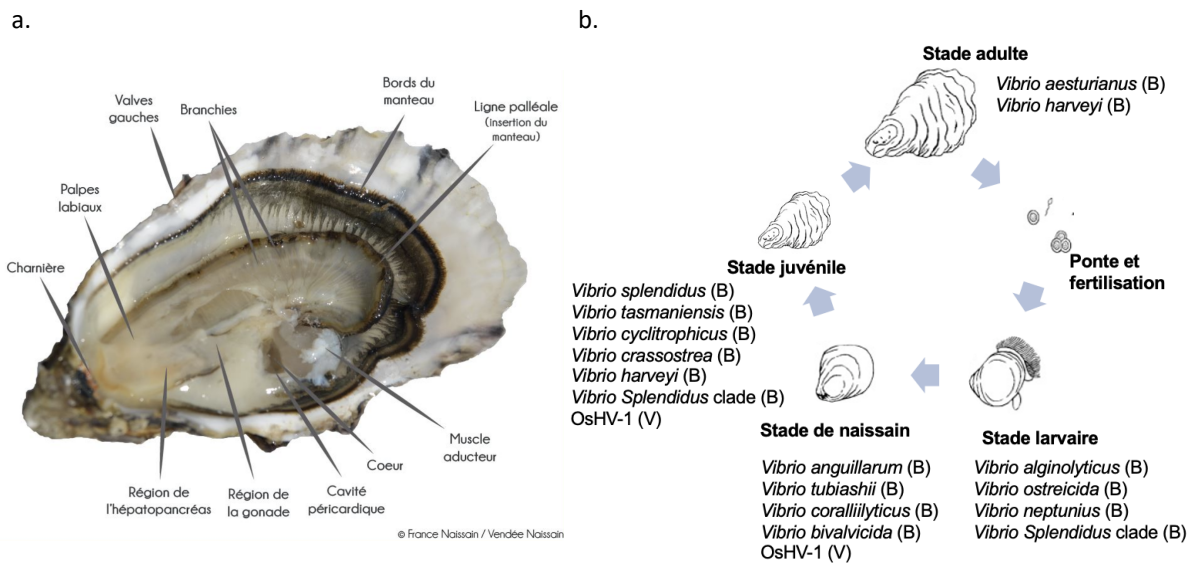 a.
Valves
gauches
Branchies
Bords du
manteau
Ligne palléale
(insertion du
manteau)
Palpes
labiaux
Charnière
Région de
l'hépatopancréas
Région de
la gonade
Cavité
péricardique
Coeur
Muscle
aducteur
© France Naissain / Vendée Naissain
b.
Stade adulte
Vibrio aesturianus (B)
Vibrio harveyi (B)
Ponte et
fertilisation
Stade larvaire
Vibrio alginolyticus (B)
Vibrio ostreicida (B)
Vibrio neptunius (B)
Vibrio Splendidus clade (B)
Stade de naissain
Vibrio anguillarum (B)
Vibrio tubiashii (B)
Vibrio coralliilyticus (B)
Vibrio bivalvicida (B)
OsHV-1 (V)
Stade juvénile
Vibrio splendidus (B)
Vibrio tasmaniensis (B)
Vibrio cyclitrophicus (B)
Vibrio crassostrea (B)
Vibrio harveyi (B)
Vibrio Splendidus clade (B)
OsHV-1 (V)